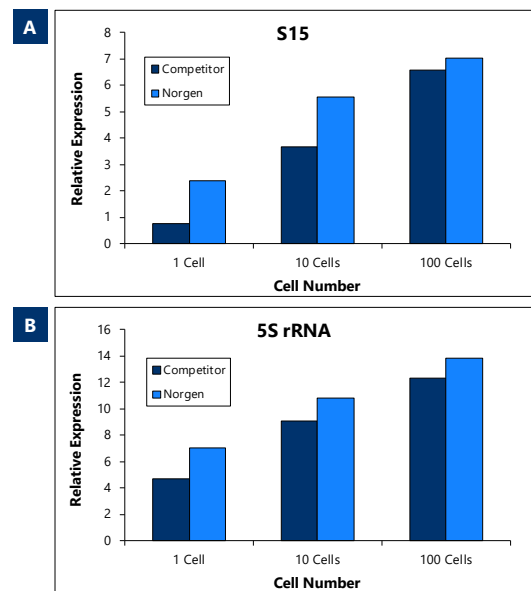 A
S15
8
7
6
5
4
3
2
1
0
Relative Expression
Competitor
Norgen
1 Cell 10 Cells 100 Cells
Cell Number
B
5S rRNA
16
14
12
10
8
6
4
2
0
Relative Expression
Competitor
Norgen
1 Cell 10 Cells 100 Cells
Cell Number